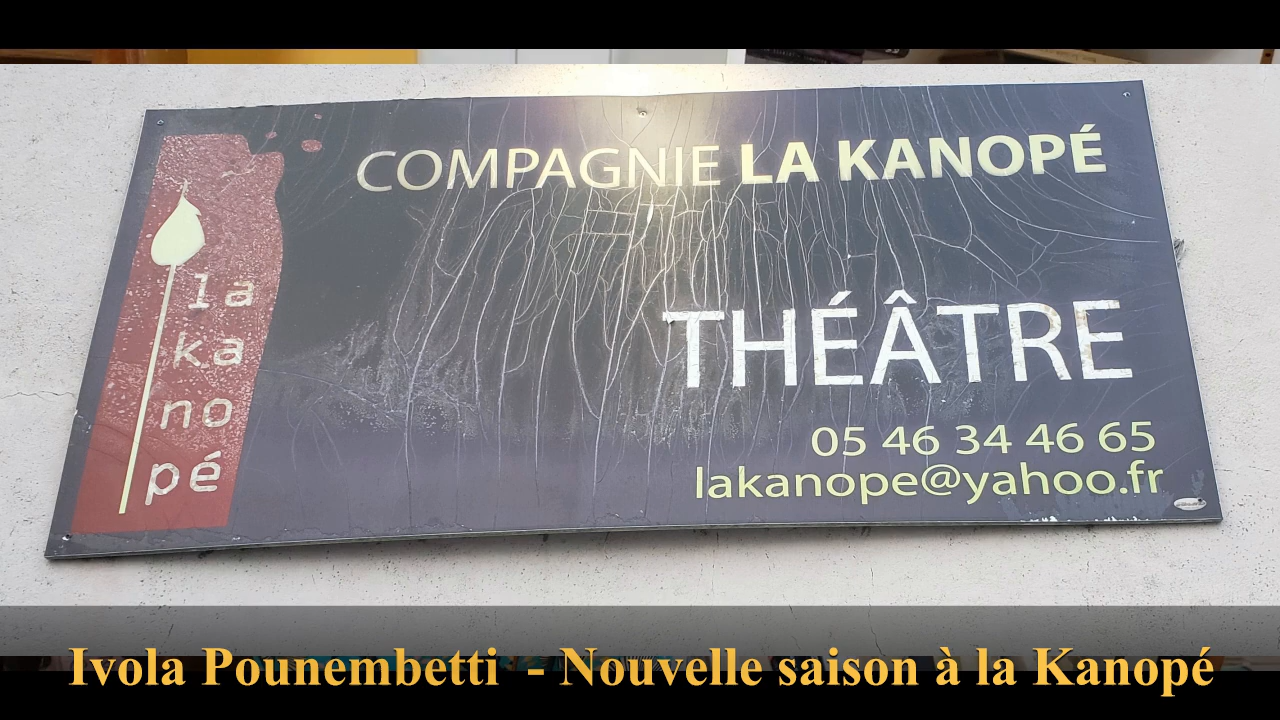 COMPAGNIE LA KANOPÉ
la
ka
no
pé
THÉÂTRE
05 46 34 46 65
lakanope@yahoo.fr
Ivola Pounembetti - Nouvelle saison à la Kanopé